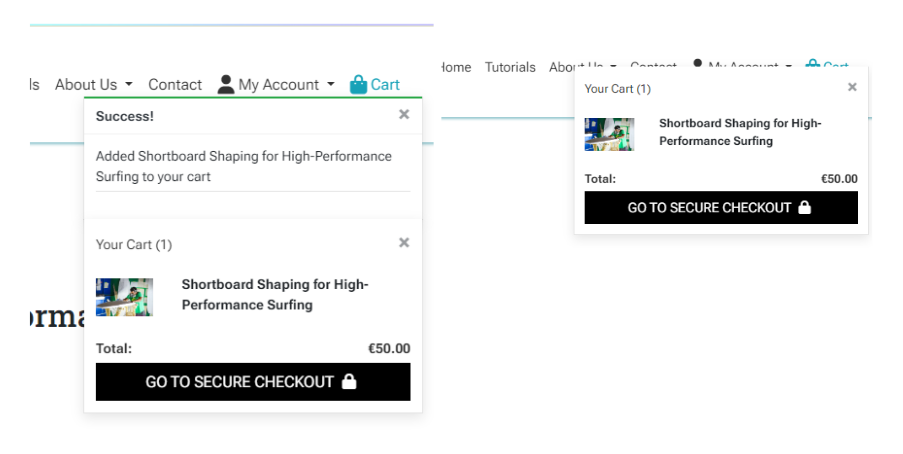 ls About Us Contact My Account Cart
Success!
Added Shortboard Shaping for High-Performance
Surfing to your cart
Your Cart (1)
Shortboard Shaping for High-
Performance Surfing
Total: €50.00
GO TO SECURE CHECKOUT
orma
Home Tutorials About Us Contact My Account Cart
Your Cart (1)
Shortboard Shaping for High-
Performance Surfing
Total: €50.00
GO TO SECURE CHECKOUT